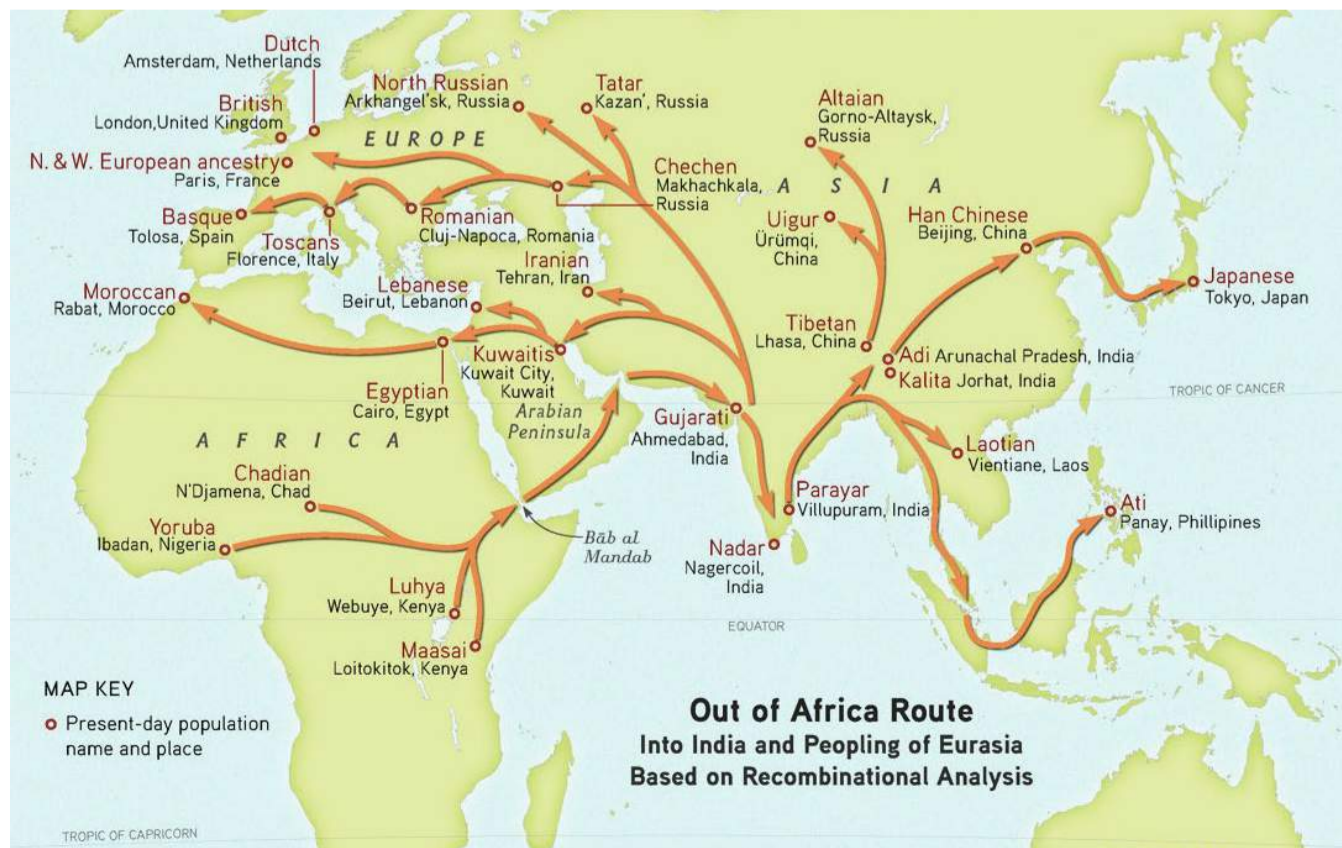 Dutch
Amsterdam, Netherlands
British
London,United Kingdom
N. & W. European ancestry
Paris, France
EUROPE
North Russian
Arkhangel'sk, Russia
Tatar
Kazan', Russia
Altaian
Gorno-Altaysk,
Russia
Chechen
Makhachkala,
Russia
ASIA
Basque
Tolosa, Spain
Toscans
Florence, Italy
Romanian
Cluj-Napoca, Romania
Uigur
Ürümqi,
China
Han Chinese
Beijing, China
Iranian
Tehran, Iran
Lebanese
Beirut, Lebanon
Moroccan
Rabat, Morocco
Japanese
Tokyo, Japan
Tibetan
Lhasa, China
Kuwaitis
Kuwait City,
Kuwait
Adi Arunachal Pradesh, India
Kalita Jorhat, India
TROPIC OF CANCER
Egyptian
Cairo, Egypt
Arabian
Peninsula
Gujarati
Ahmedabad,
India
AFRICA
Laotian
Vientiane, Laos
Chadian
N'Djamena, Chad
Parayar
Villupuram, India
Ati
Panay, Phillipines
Yoruba
Ibadan, Nigeria
Bāb al
Mandab
Nadar
Nagercoil,
India
Luhya
Webuye, Kenya
EQUATOR
Maasai
Loitokitok, Kenya
MAP KEY
Present-day population
name and place
Out of Africa Route
Into India and Peopling of Eurasia
Based on Recombinational Analysis
TROPIC OF CAPRICORN